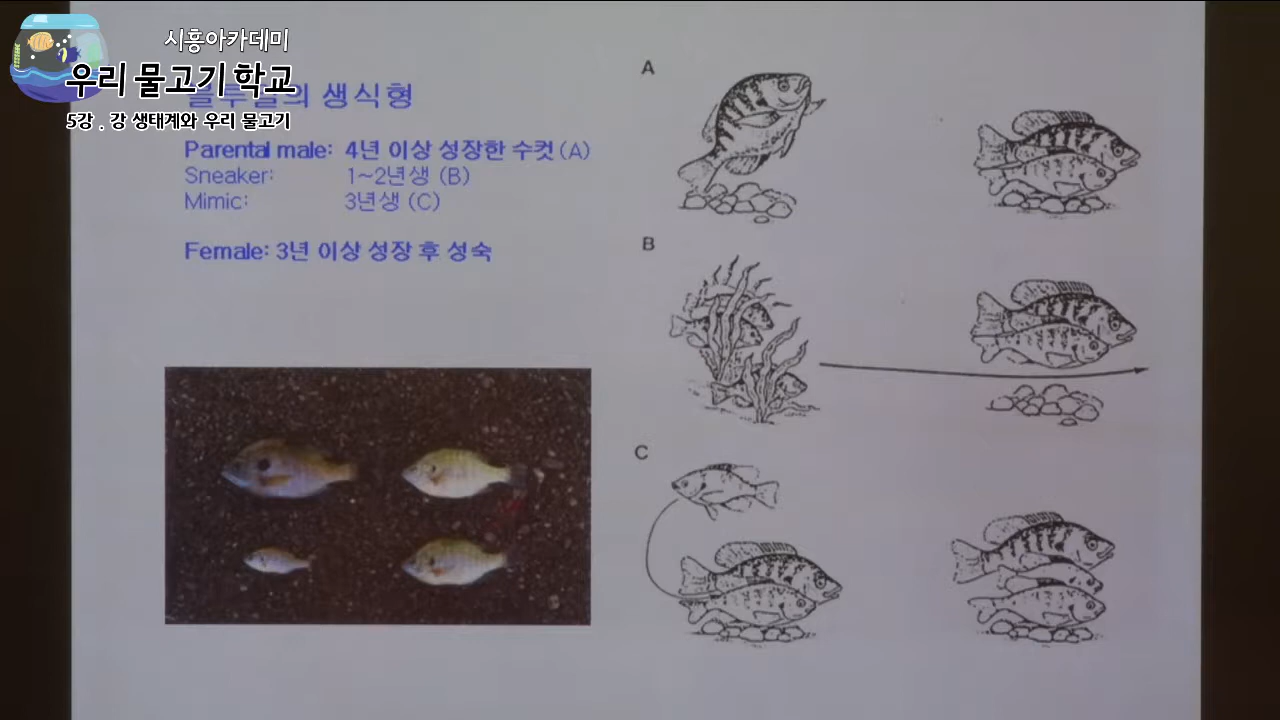 시흥아카데미
우리 물고기 학교
5강 . 강 생태계와 우리 물고기
생식형
Parental male: 4년 이상 성장한 수컷 (A)
Sneaker: 1~2년생 (B)
Mimic: 3년생 (C)
Female: 3년 이상 성장 후 성숙
A
B
C